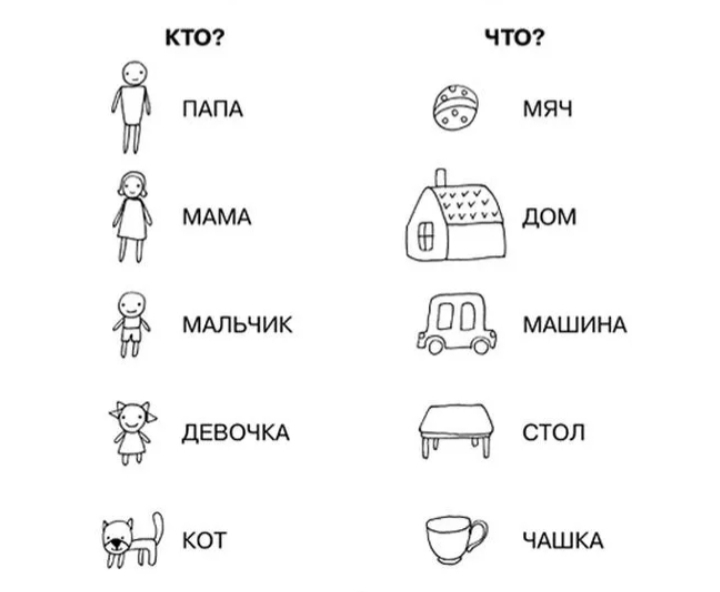 КТО?
ПАПА
МАМА
МАЛЬЧИК
ДЕВОЧКА
КОТ
ЧТО?
МЯЧ
ДОМ
МАШИНА
СТОЛ
ЧАШКА